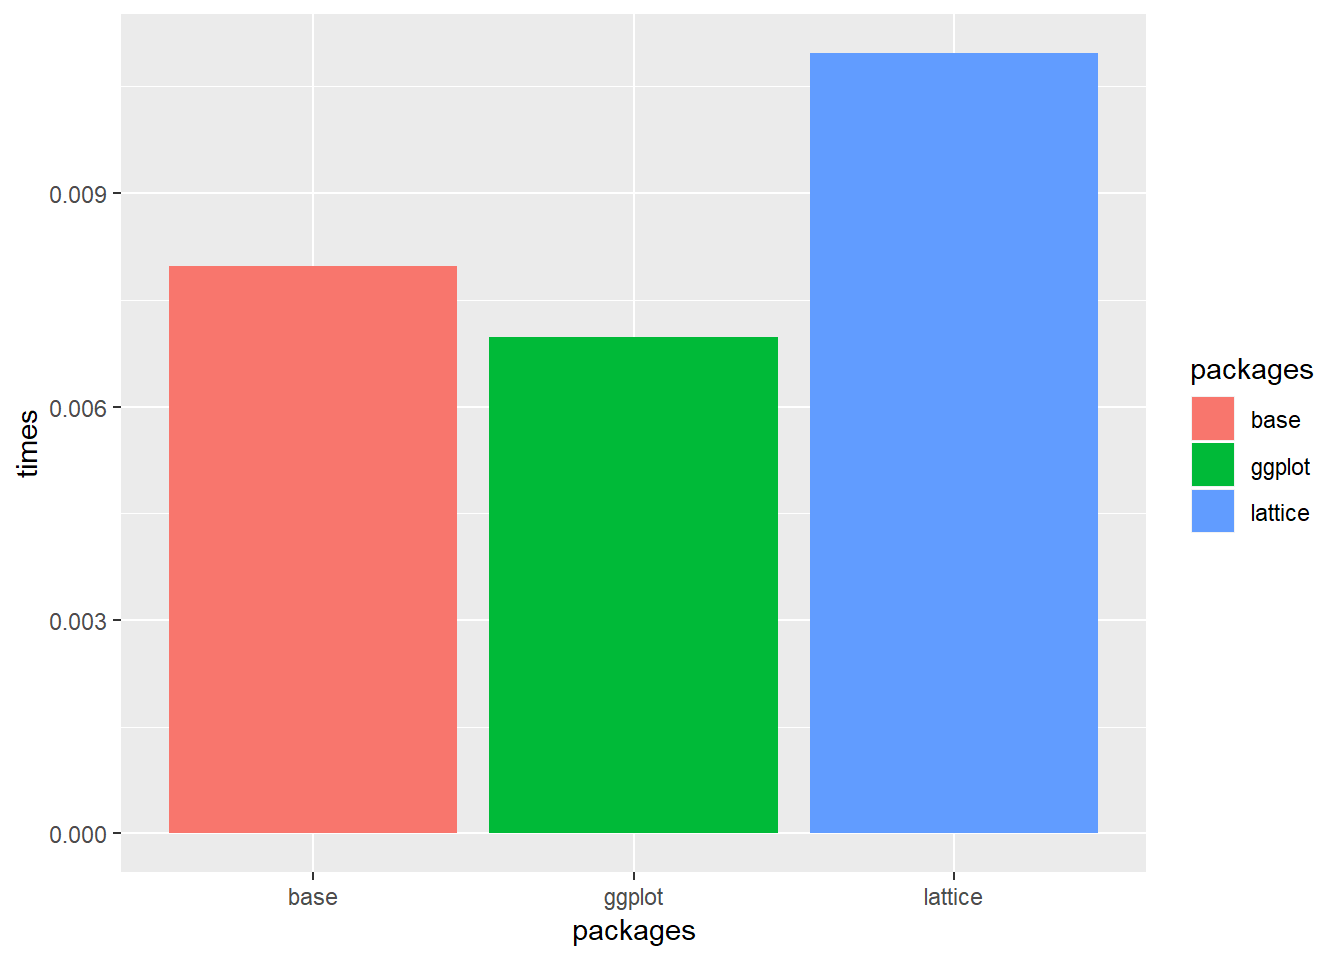 times
0.009
0.006
0.003
0.000
base
ggplot
lattice
packages
packages
base
ggplot
lattice